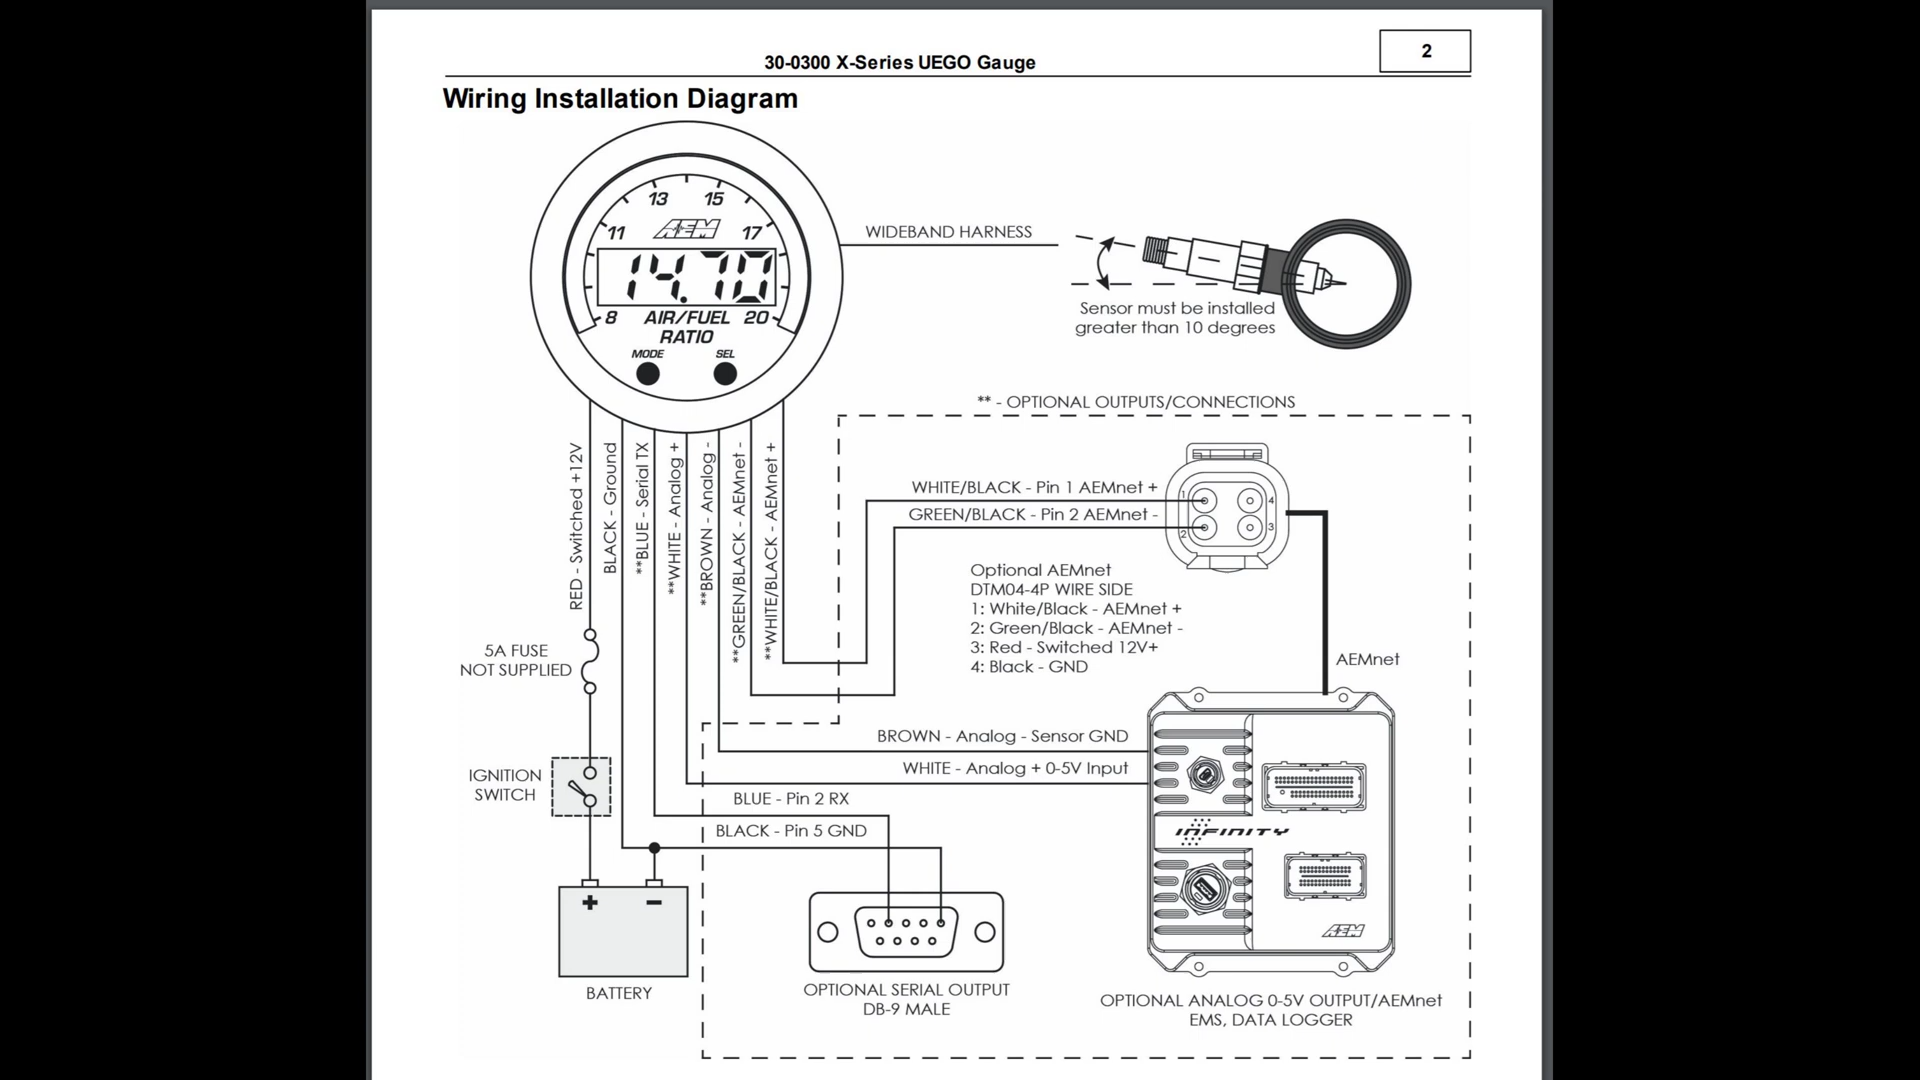 30-0300 X-Series UEGO Gauge
2
Wiring Installation Diagram
13
15
11
AEM
17
14.70
8
AIR/FUEL
20
RATIO
MODE
SEL
WIDEBAND HARNESS
Sensor must be installed
greater than 10 degrees
** - OPTIONAL OUTPUTS/CONNECTIONS
RED - Switched +12V
BLACK - Ground
**BLUE - Serial TX
**WHITE - Analog +
**BROWN - Analog -
**GREEN/BLACK - AEMnet -
**WHITE/BLACK - AEMnet +
WHITE/BLACK - Pin 1 AEMnet +
GREEN/BLACK - Pin 2 AEMnet -
1
4
2
3
Optional AEMnet
DTM04-4P WIRE SIDE
1: White/Black - AEMnet +
2: Green/Black - AEMnet -
3: Red - Switched 12V+
4: Black - GND
AEMnet
5A FUSE
NOT SUPPLIED
IGNITION
SWITCH
BROWN - Analog - Sensor GND
WHITE - Analog + 0-5V Input
BLUE - Pin 2 RX
BLACK - Pin 5 GND
INFINITY
AEM
+
−
BATTERY
OPTIONAL SERIAL OUTPUT
DB-9 MALE
OPTIONAL ANALOG 0-5V OUTPUT/AEMnet
EMS, DATA LOGGER